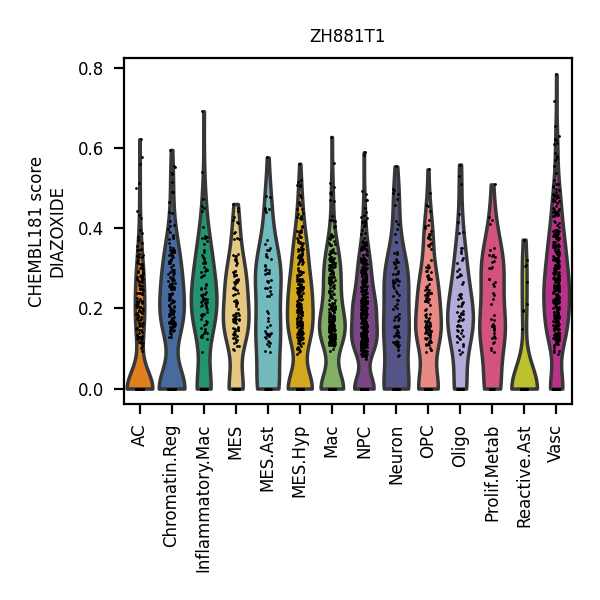 ZH881T1
CHEMBL181 score
DIAZOXIDE
0.8
0.6
0.4
0.2
0.0
AC
Chromatin.Reg
Inflammatory.Mac
MES
MES.Ast
MES.Hyp
Mac
NPC
Neuron
OPC
Oligo
Prolif.Metab
Reactive.Ast
Vasc